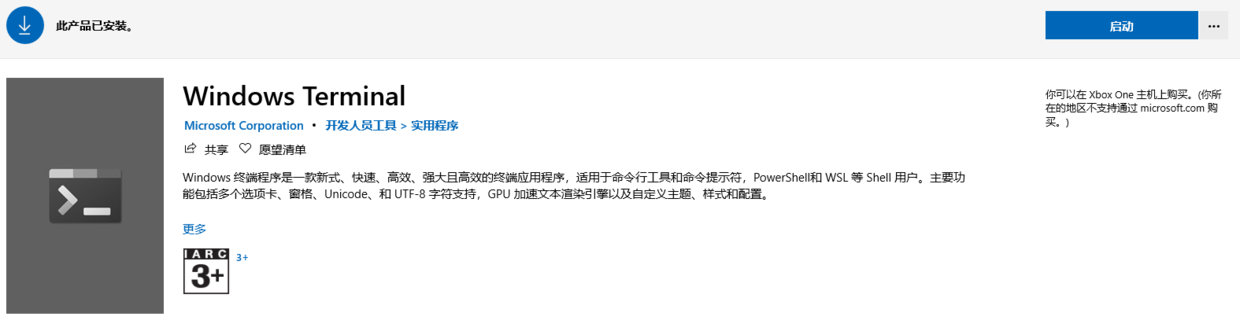 此产品已安装。
启动
Windows Terminal
Microsoft Corporation • 开发人员工具 > 实用程序
共享 愿望清单
Windows 终端程序是一款新式、快速、高效、强大且高效的终端应用程序，适用于命令行工具和命令提示符，PowerShell和 WSL 等 Shell 用户。主要功
能包括多个选项卡、窗格、Unicode、和 UTF-8 字符支持，GPU 加速文本渲染引擎以及自定义主题、样式和配置。
更多
IARC
3+
3+
你可以在 Xbox One 主机上购买。(你所
在的地区不支持通过 microsoft.com 购
买。)